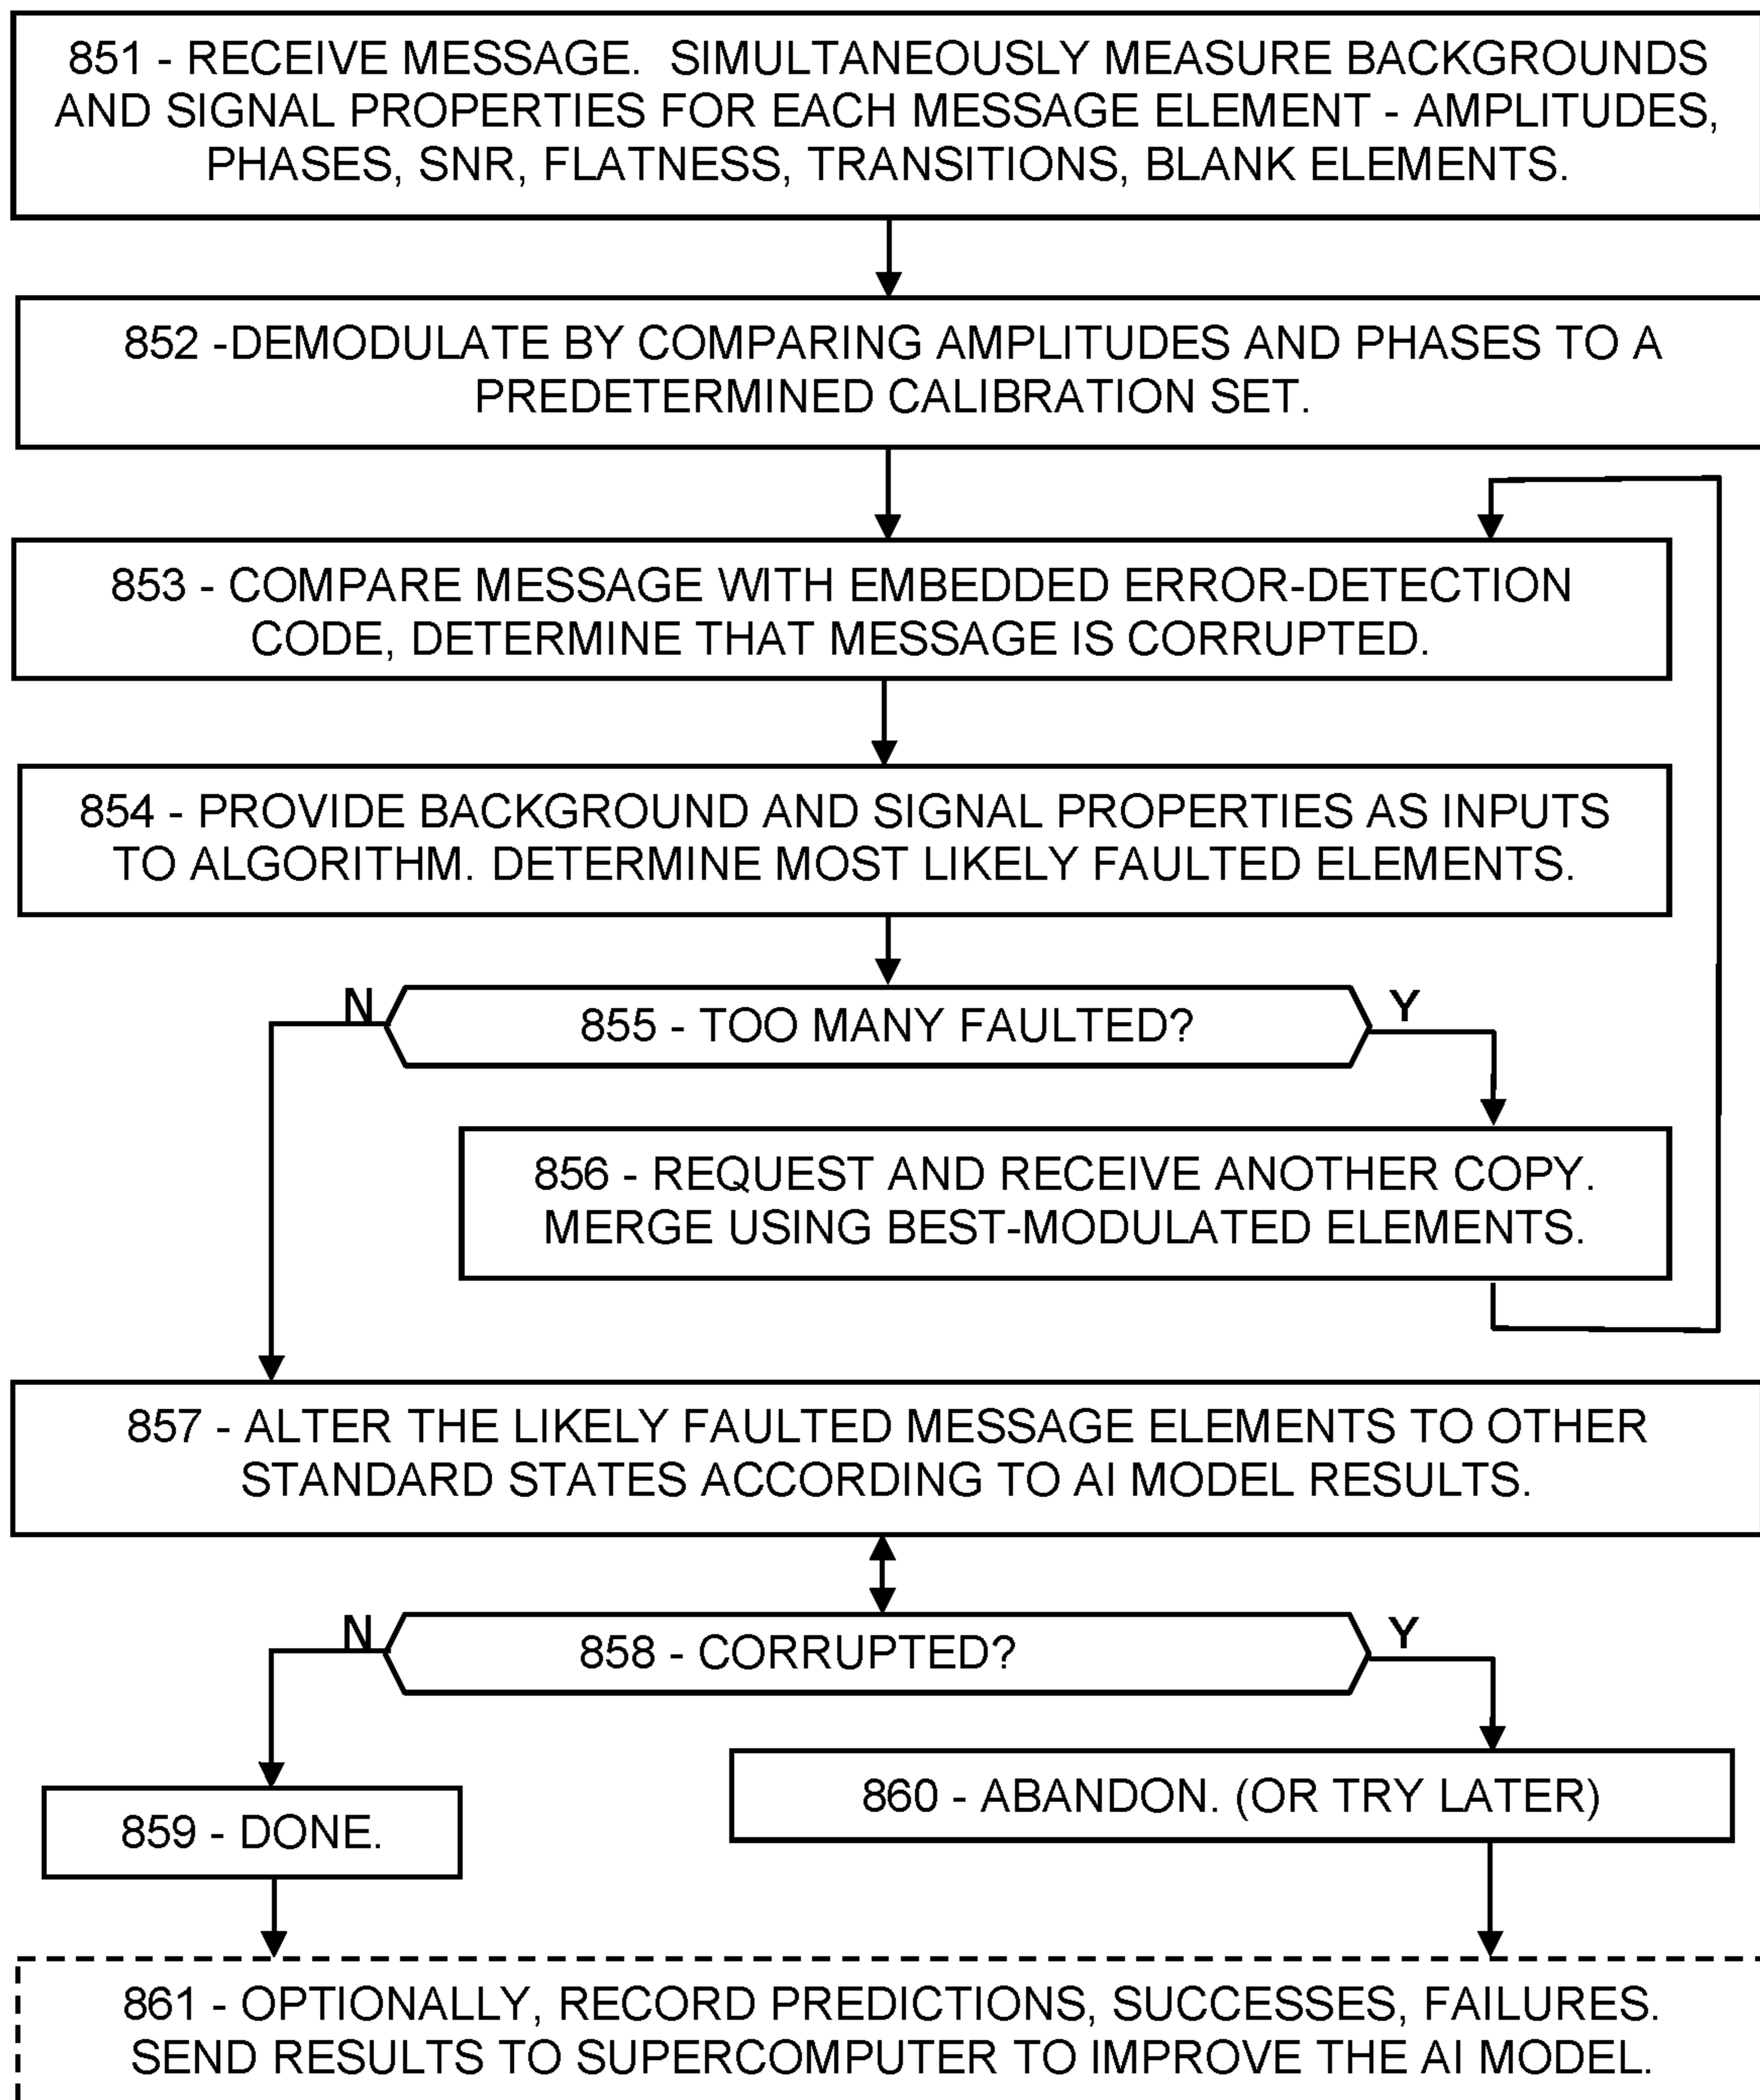 851 - RECEIVE MESSAGE. SIMULTANEOUSLY MEASURE BACKGROUNDS
AND SIGNAL PROPERTIES FOR EACH MESSAGE ELEMENT - AMPLITUDES,
PHASES, SNR, FLATNESS, TRANSITIONS, BLANK ELEMENTS.
852 -DEMODULATE BY COMPARING AMPLITUDES AND PHASES TO A
PREDETERMINED CALIBRATION SET.
853 - COMPARE MESSAGE WITH EMBEDDED ERROR-DETECTION
CODE, DETERMINE THAT MESSAGE IS CORRUPTED.
854 - PROVIDE BACKGROUND AND SIGNAL PROPERTIES AS INPUTS
TO ALGORITHM. DETERMINE MOST LIKELY FAULTED ELEMENTS.
N
855 - TOO MANY FAULTED?
Y
856 - REQUEST AND RECEIVE ANOTHER COPY.
MERGE USING BEST-MODULATED ELEMENTS.
857 - ALTER THE LIKELY FAULTED MESSAGE ELEMENTS TO OTHER
STANDARD STATES ACCORDING TO AI MODEL RESULTS.
N
858 - CORRUPTED?
Y
860 - ABANDON. (OR TRY LATER)
859 - DONE.
861 - OPTIONALLY, RECORD PREDICTIONS, SUCCESSES, FAILURES.
SEND RESULTS TO SUPERCOMPUTER TO IMPROVE THE AI MODEL.